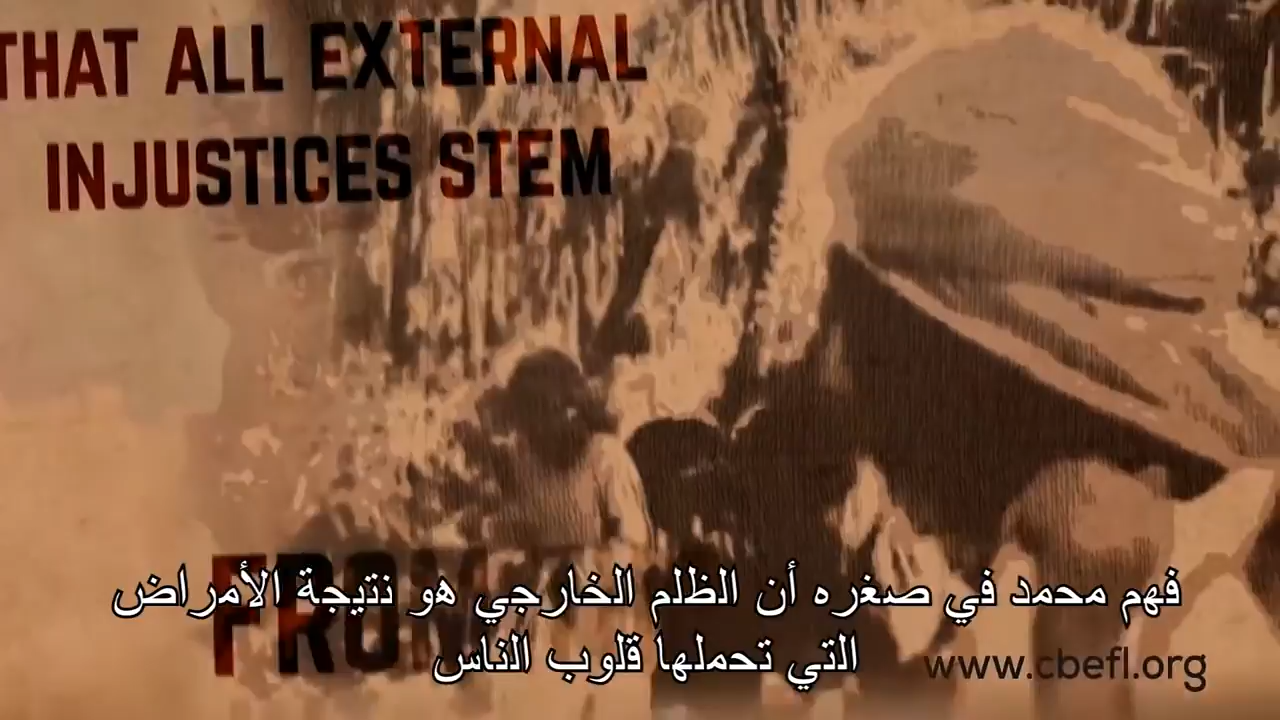 THAT ALL EXTERNAL
INJUSTICES STEM
FROM
فهم محمد في صغره أن الظلم الخارجي هو نتيجة الأمراض
التي تحملها قلوب الناس
www.cbefl.org